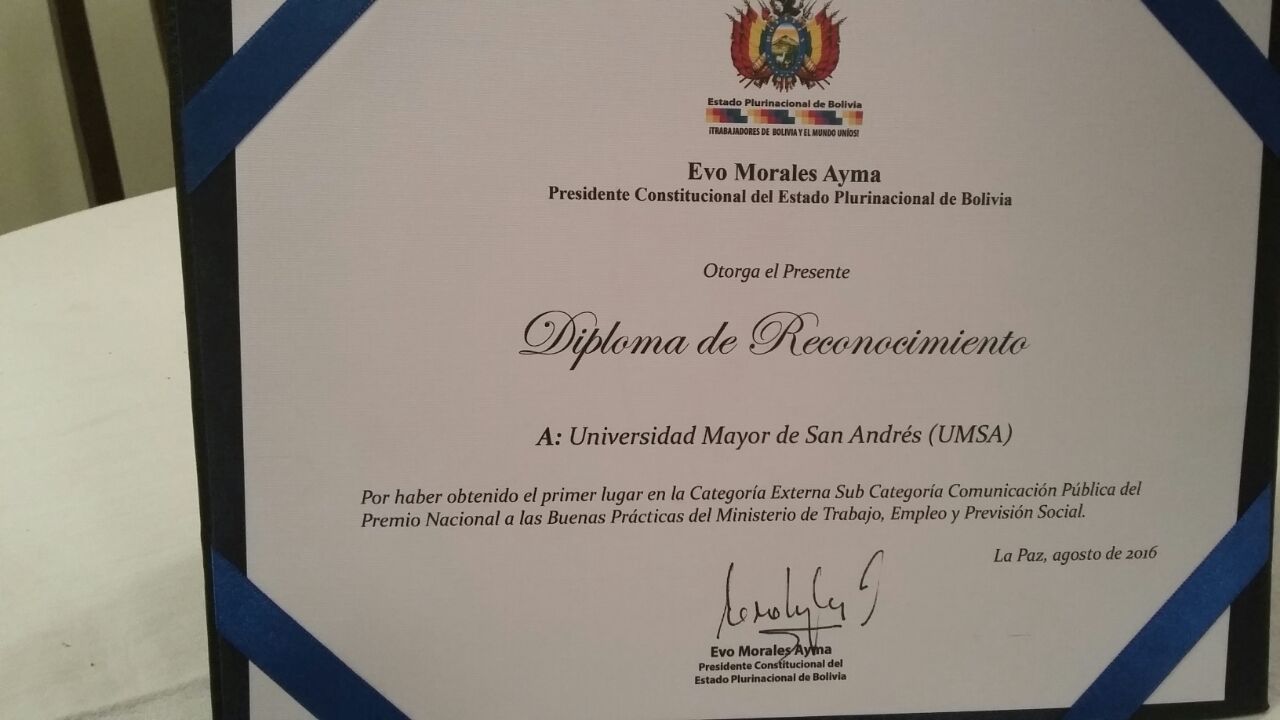 Estado Plurinacional de Bolivia
¡TRABAJADORES DE BOLIVIA Y EL MUNDO UNÍOS!
Evo Morales Ayma
Presidente Constitucional del Estado Plurinacional de Bolivia
Otorga el Presente
Diploma de Reconocimiento
A: Universidad Mayor de San Andrés (UMSA)
Por haber obtenido el primer lugar en la Categoría Externa Sub Categoría Comunicación Pública del
Premio Nacional a las Buenas Prácticas del Ministerio de Trabajo, Empleo y Previsión Social.
La Paz, agosto de 2016
Evo Morales Ayma
Presidente Constitucional del
Estado Plurinacional de Bolivia